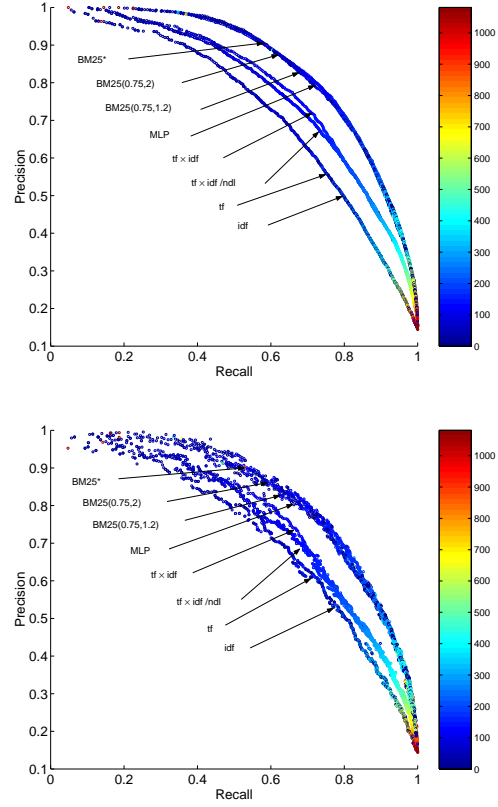 1
0.9
0.8
0.7
0.6
0.5
0.4
0.3
0.2
0.1
Precision
BM25*
BM25(0.75,2)
BM25(0.75,1.2)
MLP
tf × idf
tf × idf /ndl
tf
idf
0
0.2
0.4
0.6
0.8
1
Recall
1000
900
800
700
600
500
400
300
200
100
0
1
0.9
0.8
0.7
0.6
0.5
0.4
0.3
0.2
0.1
Precision
BM25*
BM25(0.75,2)
BM25(0.75,1.2)
MLP
tf × idf
tf × idf /ndl
tf
idf
0
0.2
0.4
0.6
0.8
1
Recall
1000
900
800
700
600
500
400
300
200
100
0